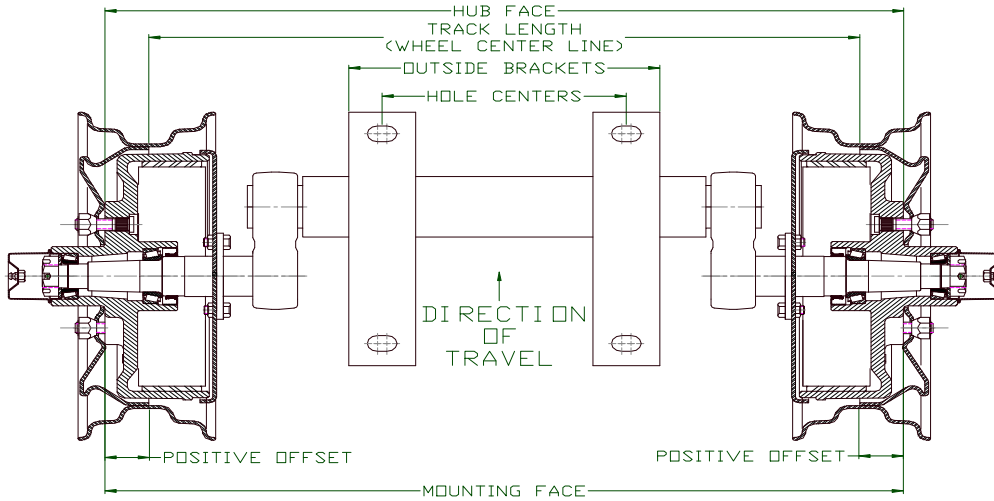 HUB FACE
TRACK LENGTH
(WHEEL CENTER LINE)
OUTSIDE BRACKETS
HOLE CENTERS
DIRECTION
OF
TRAVEL
POSITIVE OFFSET
POSITIVE OFFSET
MOUNTING FACE